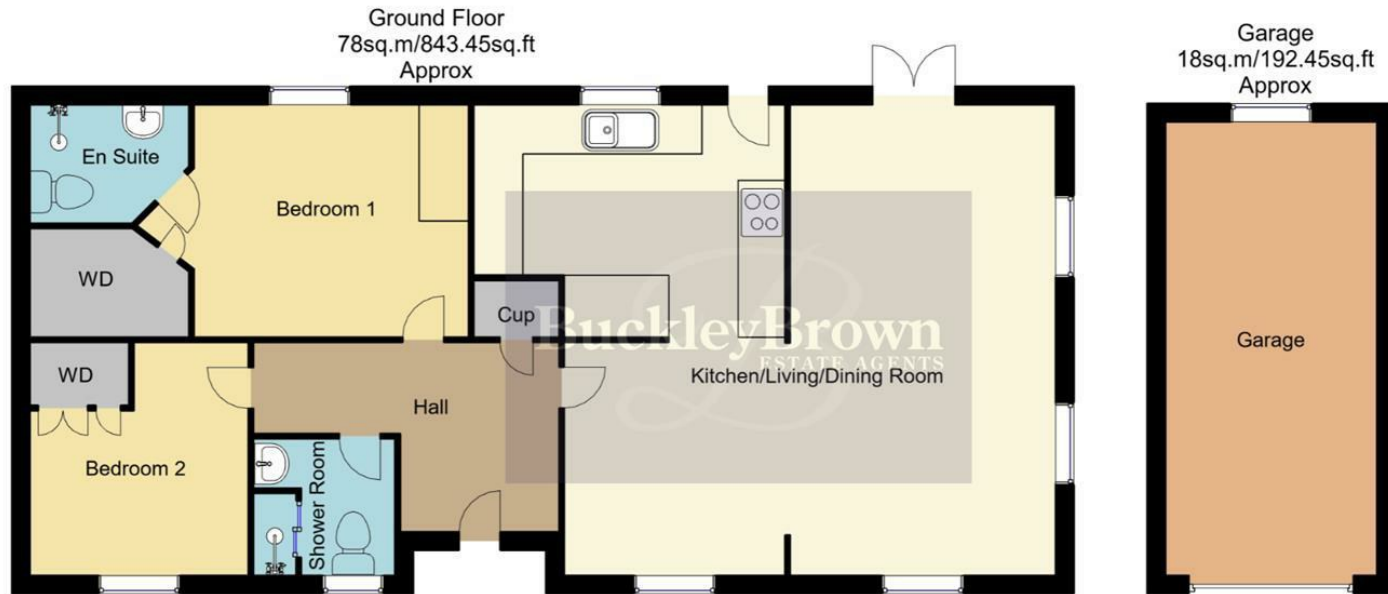 Ground Floor
78sq.m/843.45sq.ft
Approx
Garage
18sq.m/192.45sq.ft
Approx
En Suite
Bedroom 1
WD
Cup
BuckleyBrown
ESTATE AGENTS
Kitchen/Living/Dining Room
Garage
WD
Hall
Bedroom 2
Shower Room